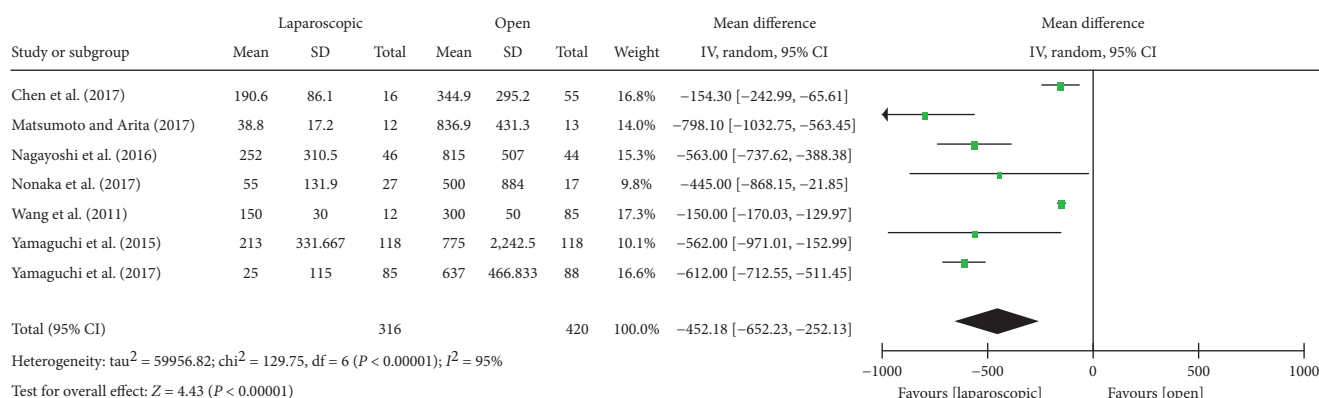 Laparoscopic Open Mean difference Mean difference
Study or subgroup Mean SD Total Mean SD Total Weight IV, random, 95% CI IV, random, 95% CI
Chen et al. (2017) 190.6 86.1 16 344.9 295.2 55 16.8% −154.30 [−242.99, −65.61]
Matsumoto and Arita (2017) 38.8 17.2 12 836.9 431.3 13 14.0% −798.10 [−1032.75, −563.45]
Nagayoshi et al. (2016) 252 310.5 46 815 507 44 15.3% −563.00 [−737.62, −388.38]
Nonaka et al. (2017) 55 131.9 27 500 884 17 9.8% −445.00 [−868.15, −21.85]
Wang et al. (2011) 150 30 12 300 50 85 17.3% −150.00 [−170.03, −129.97]
Yamaguchi et al. (2015) 213 331.667 118 775 2,242.5 118 10.1% −562.00 [−971.01, −152.99]
Yamaguchi et al. (2017) 25 115 85 637 466.833 88 16.6% −612.00 [−712.55, −511.45]
Total (95% CI) 316 420 100.0% −452.18 [−652.23, −252.13]
Heterogeneity: tau² = 59956.82; chi² = 129.75, df = 6 (P < 0.00001); I² = 95%
Test for overall effect: Z = 4.43 (P < 0.00001)
−1000 −500 0 500 1000
Favours [laparoscopic] Favours [open]